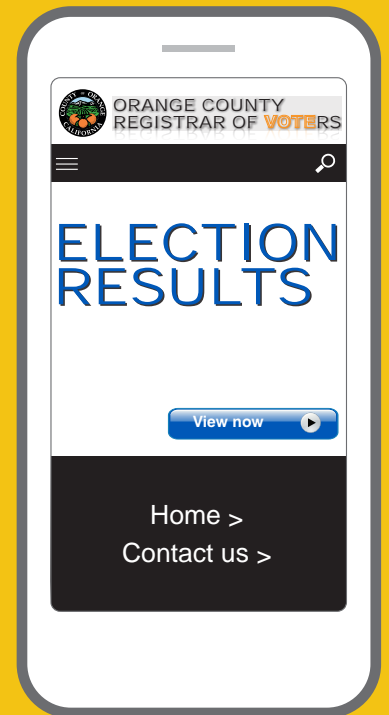 COUNTY OF ORANGE
CALIFORNIA
ORANGE COUNTY
REGISTRAR OF VOTERS
ELECTION
RESULTS
View now
Home >
Contact us >